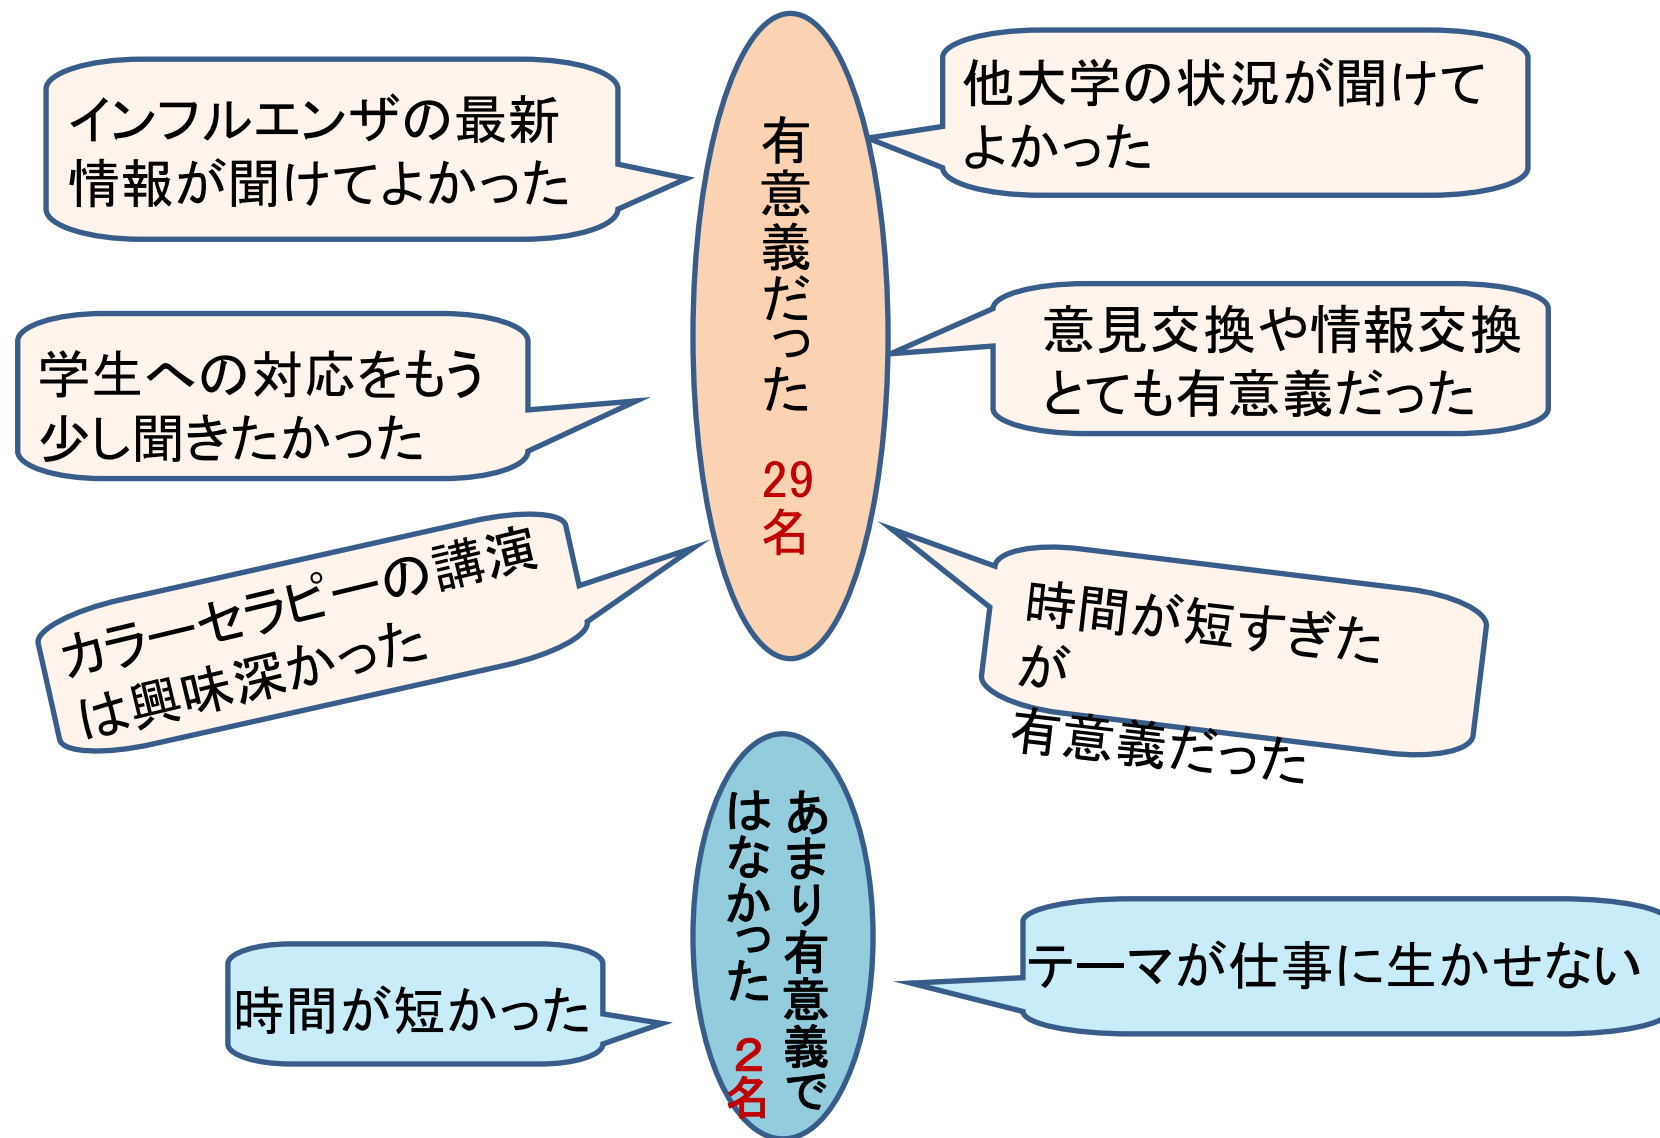 インフルエンザの最新
情報が聞けてよかった
他大学の状況が聞けて
よかった
有意義だった　29名
学生への対応をもう
少し聞きたかった
意見交換や情報交換
とても有意義だった
カラーセラピーの講演
は興味深かった
時間が短すぎた
が
有意義だった
あまり有意義で
はなかった　２名
時間が短かった
テーマが仕事に生かせない